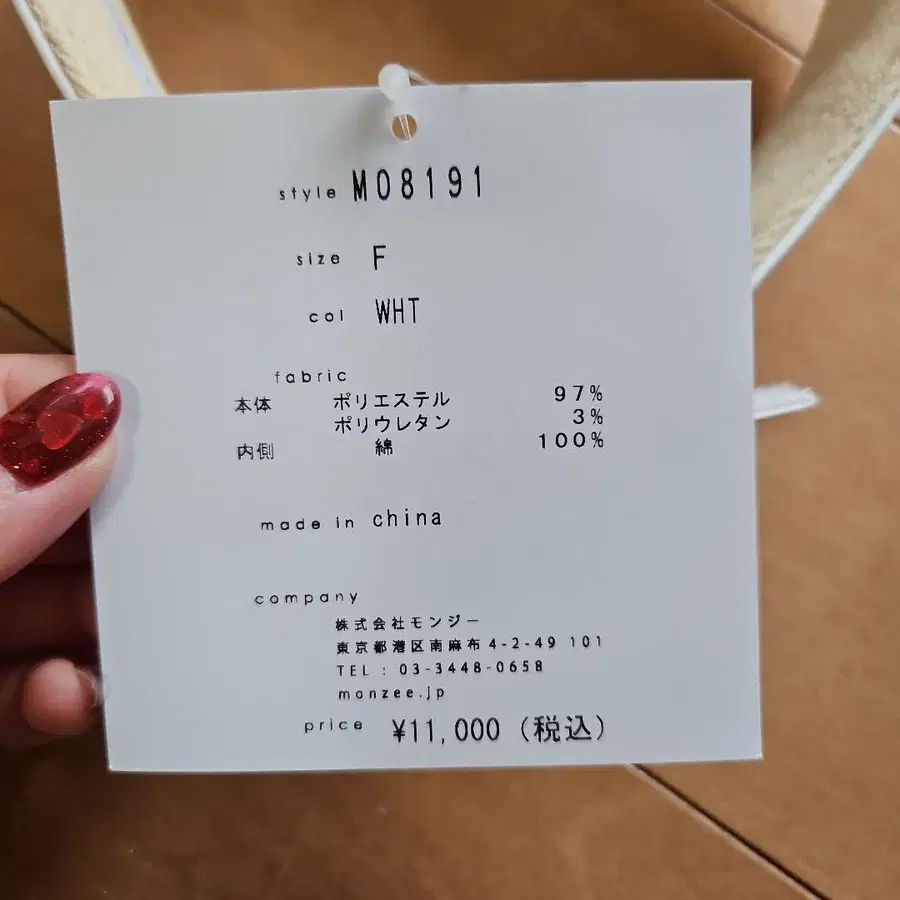 style M08191
size F
col WHT
fabric
本体 ポリエステル 97%
ポリウレタン 3%
内側 綿 100%
made in china
company
株式会社モンジー
東京都港区南麻布4-2-49 101
TEL : 03-3448-0658
monzee.jp
price ¥11,000 (税込)